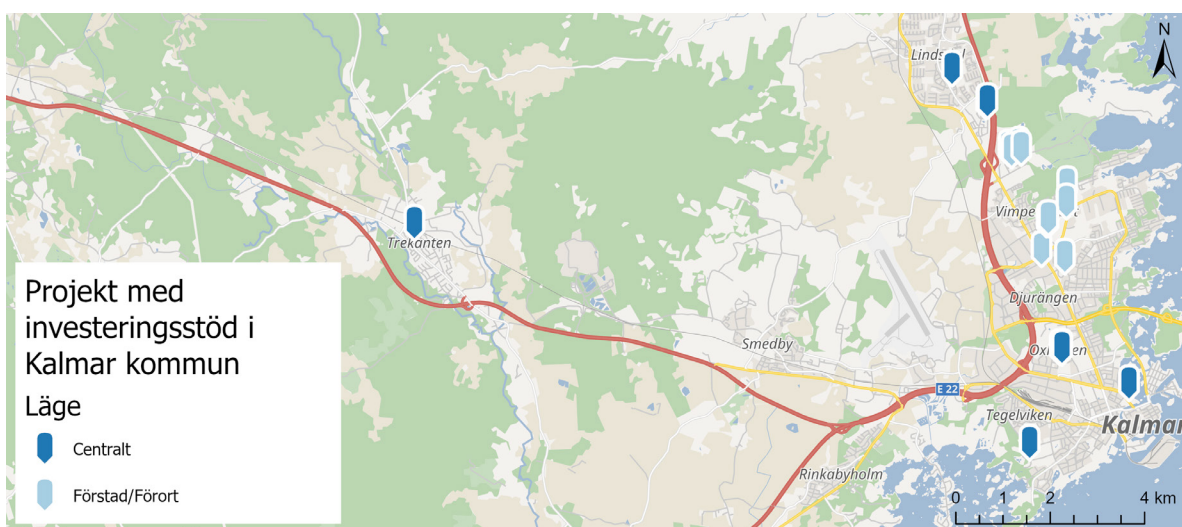 N
Trekanten
Djurängen
Smedby
E 22
Tegelviken
Kalmar
Rinkabyholm
Projekt med
investeringsstöd i
Kalmar kommun
Läge
Centralt
Förstad/Förort
0 1 2 4 km